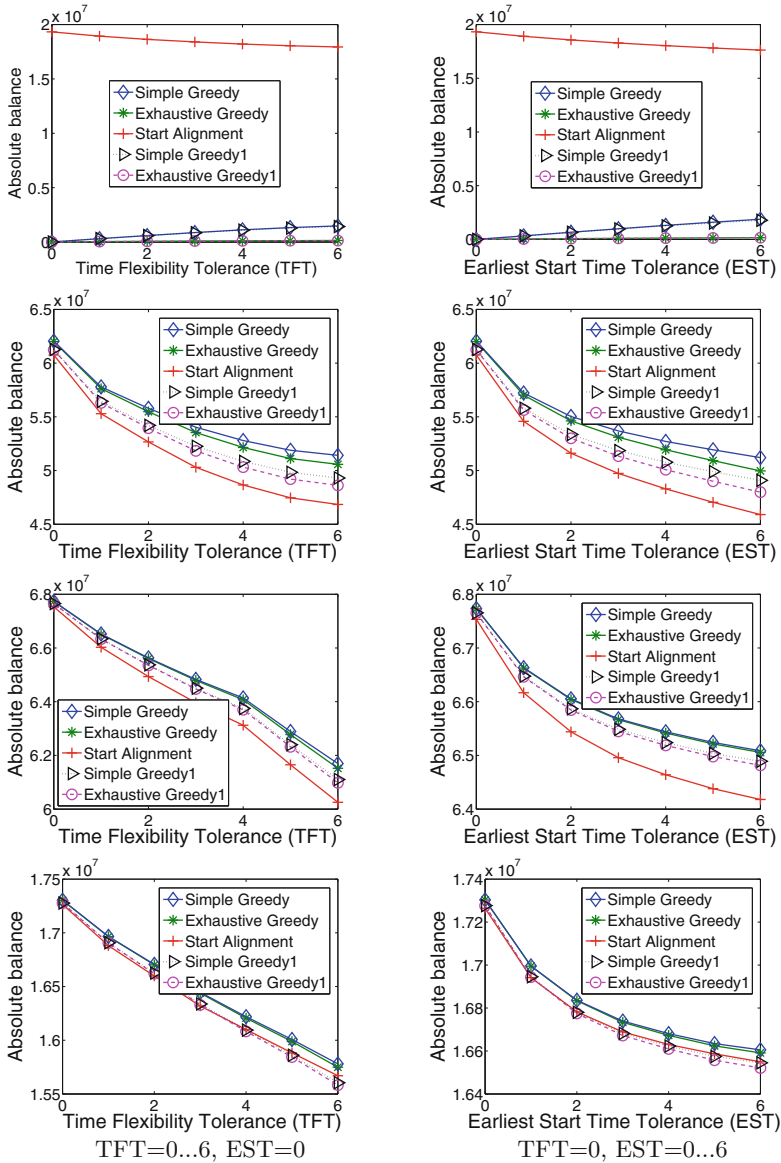 x 10^7
2
1.5
1
0.5
0
Absolute balance
Simple Greedy
Exhaustive Greedy
Start Alignment
Simple Greedy1
Exhaustive Greedy1
0 1 2 3 4 5 6
Time Flexibility Tolerance (TFT)
x 10^7
2
1.5
1
0.5
0
Absolute balance
Simple Greedy
Exhaustive Greedy
Start Alignment
Simple Greedy1
Exhaustive Greedy1
0 1 2 3 4 5 6
Earliest Start Time Tolerance (EST)
x 10^7
6.5
6
5.5
5
4.5
Absolute balance
Simple Greedy
Exhaustive Greedy
Start Alignment
Simple Greedy1
Exhaustive Greedy1
0 2 4 6
Time Flexibility Tolerance (TFT)
x 10^7
6.5
6
5.5
5
4.5
Absolute balance
Simple Greedy
Exhaustive Greedy
Start Alignment
Simple Greedy1
Exhaustive Greedy1
0 2 4 6
Earliest Start Time Tolerance (EST)
x 10^7
6.8
6.6
6.4
6.2
6
Absolute balance
Simple Greedy
Exhaustive Greedy
Start Alignment
Simple Greedy1
Exhaustive Greedy1
0 2 4 6
Time Flexibility Tolerance (TFT)
x 10^7
6.8
6.7
6.6
6.5
6.4
Absolute balance
Simple Greedy
Exhaustive Greedy
Start Alignment
Simple Greedy1
Exhaustive Greedy1
0 2 4 6
Earliest Start Time Tolerance (EST)
x 10^7
1.75
1.7
1.65
1.6
1.55
Absolute balance
Simple Greedy
Exhaustive Greedy
Start Alignment
Simple Greedy1
Exhaustive Greedy1
0 2 4 6
Time Flexibility Tolerance (TFT)
TFT=0...6, EST=0
x 10^7
1.74
1.72
1.7
1.68
1.66
1.64
Absolute balance
Simple Greedy
Exhaustive Greedy
Start Alignment
Simple Greedy1
Exhaustive Greedy1
0 2 4 6
Earliest Start Time Tolerance (EST)
TFT=0, EST=0...6